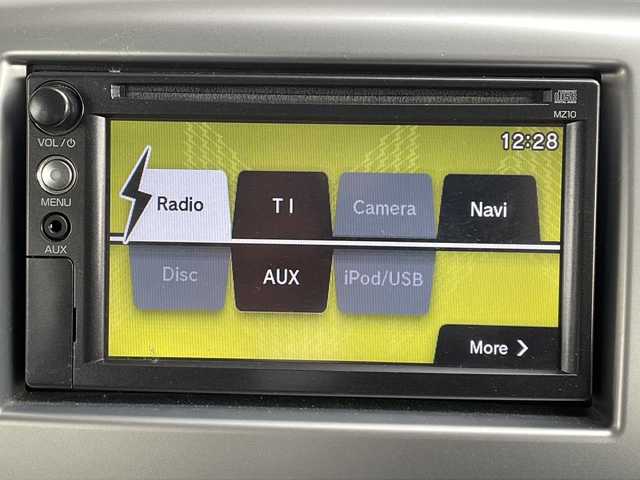 MZ10
VOL/
MENU
AUX
12:28
Radio
T I
Camera
Navi
Disc
AUX
iPod/USB
More